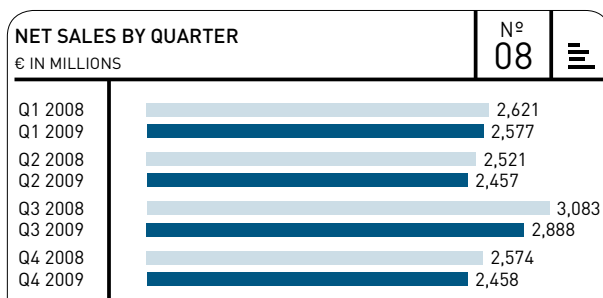 NET SALES BY QUARTER
€ IN MILLIONS
Nº
08
Q1 2008 2,621
Q1 2009 2,577
Q2 2008 2,521
Q2 2009 2,457
Q3 2008 3,083
Q3 2009 2,888
Q4 2008 2,574
Q4 2009 2,458